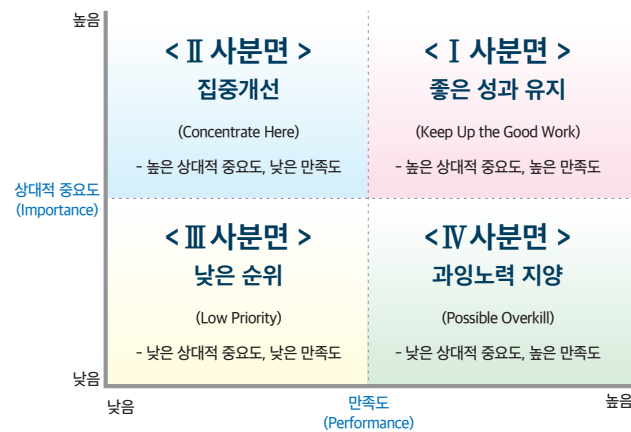 높음
< Ⅱ 사분면 >
집중개선
(Concentrate Here)
- 높은 상대적 중요도, 낮은 만족도
< Ⅰ 사분면 >
좋은 성과 유지
(Keep Up the Good Work)
- 높은 상대적 중요도, 높은 만족도
상대적 중요도
(Importance)
< Ⅲ 사분면 >
낮은 순위
(Low Priority)
- 낮은 상대적 중요도, 낮은 만족도
< Ⅳ 사분면 >
과잉노력 지양
(Possible Overkill)
- 낮은 상대적 중요도, 높은 만족도
낮음
낮음
만족도
(Performance)
높음